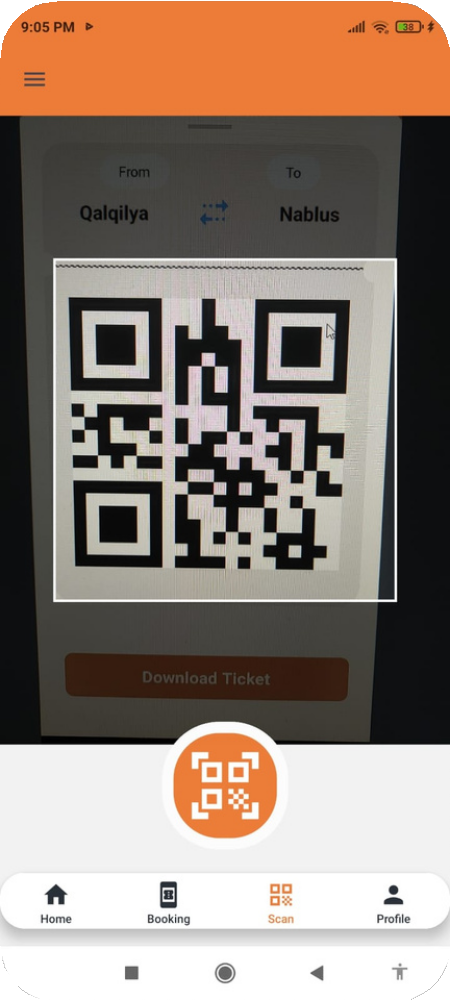 9:05 PM
38
From
To
Qalqilya
Nablus
Download Ticket
Home
Booking
Scan
Profile